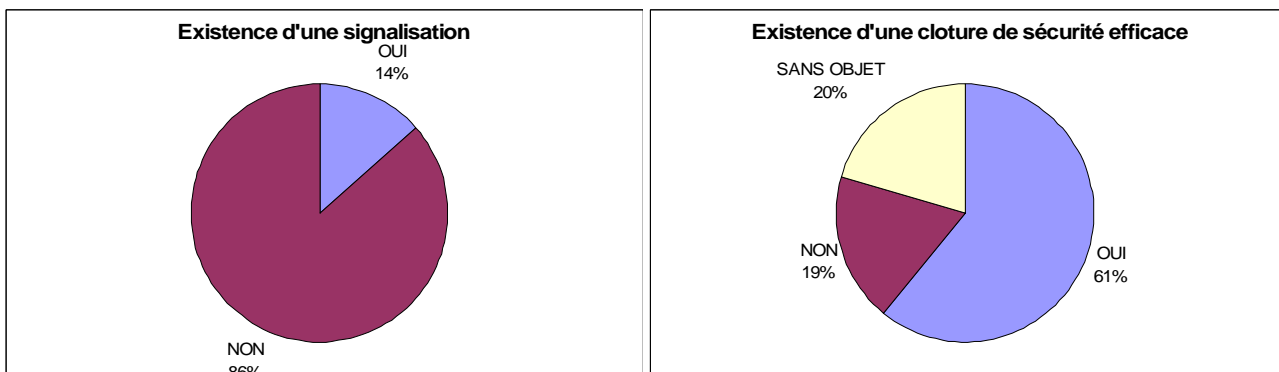 Existence d'une signalisation
OUI
14%
NON
86%
Existence d'une cloture de sécurité efficace
SANS OBJET
20%
NON
19%
OUI
61%